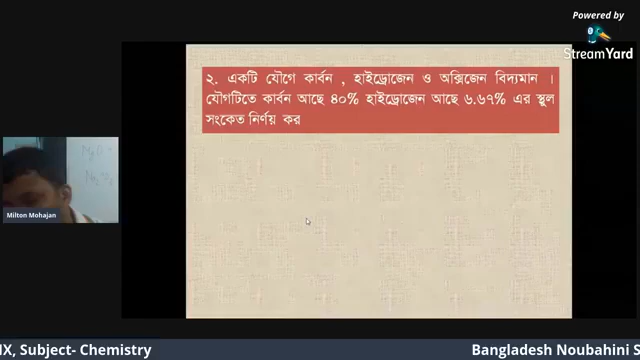 Powered by
StreamYard
২. একটি যৌগে কার্বন , হাইড্রোজেন ও অক্সিজেন বিদ্যমান ।
যৌগটিতে কার্বন আছে ৪০% হাইড্রোজেন আছে ৬.৬৭% এর স্থুল
সংকেত নির্ণয় কর
Milton Mohajan
IX, Subject- Chemistry
Bangladesh Noubahini S